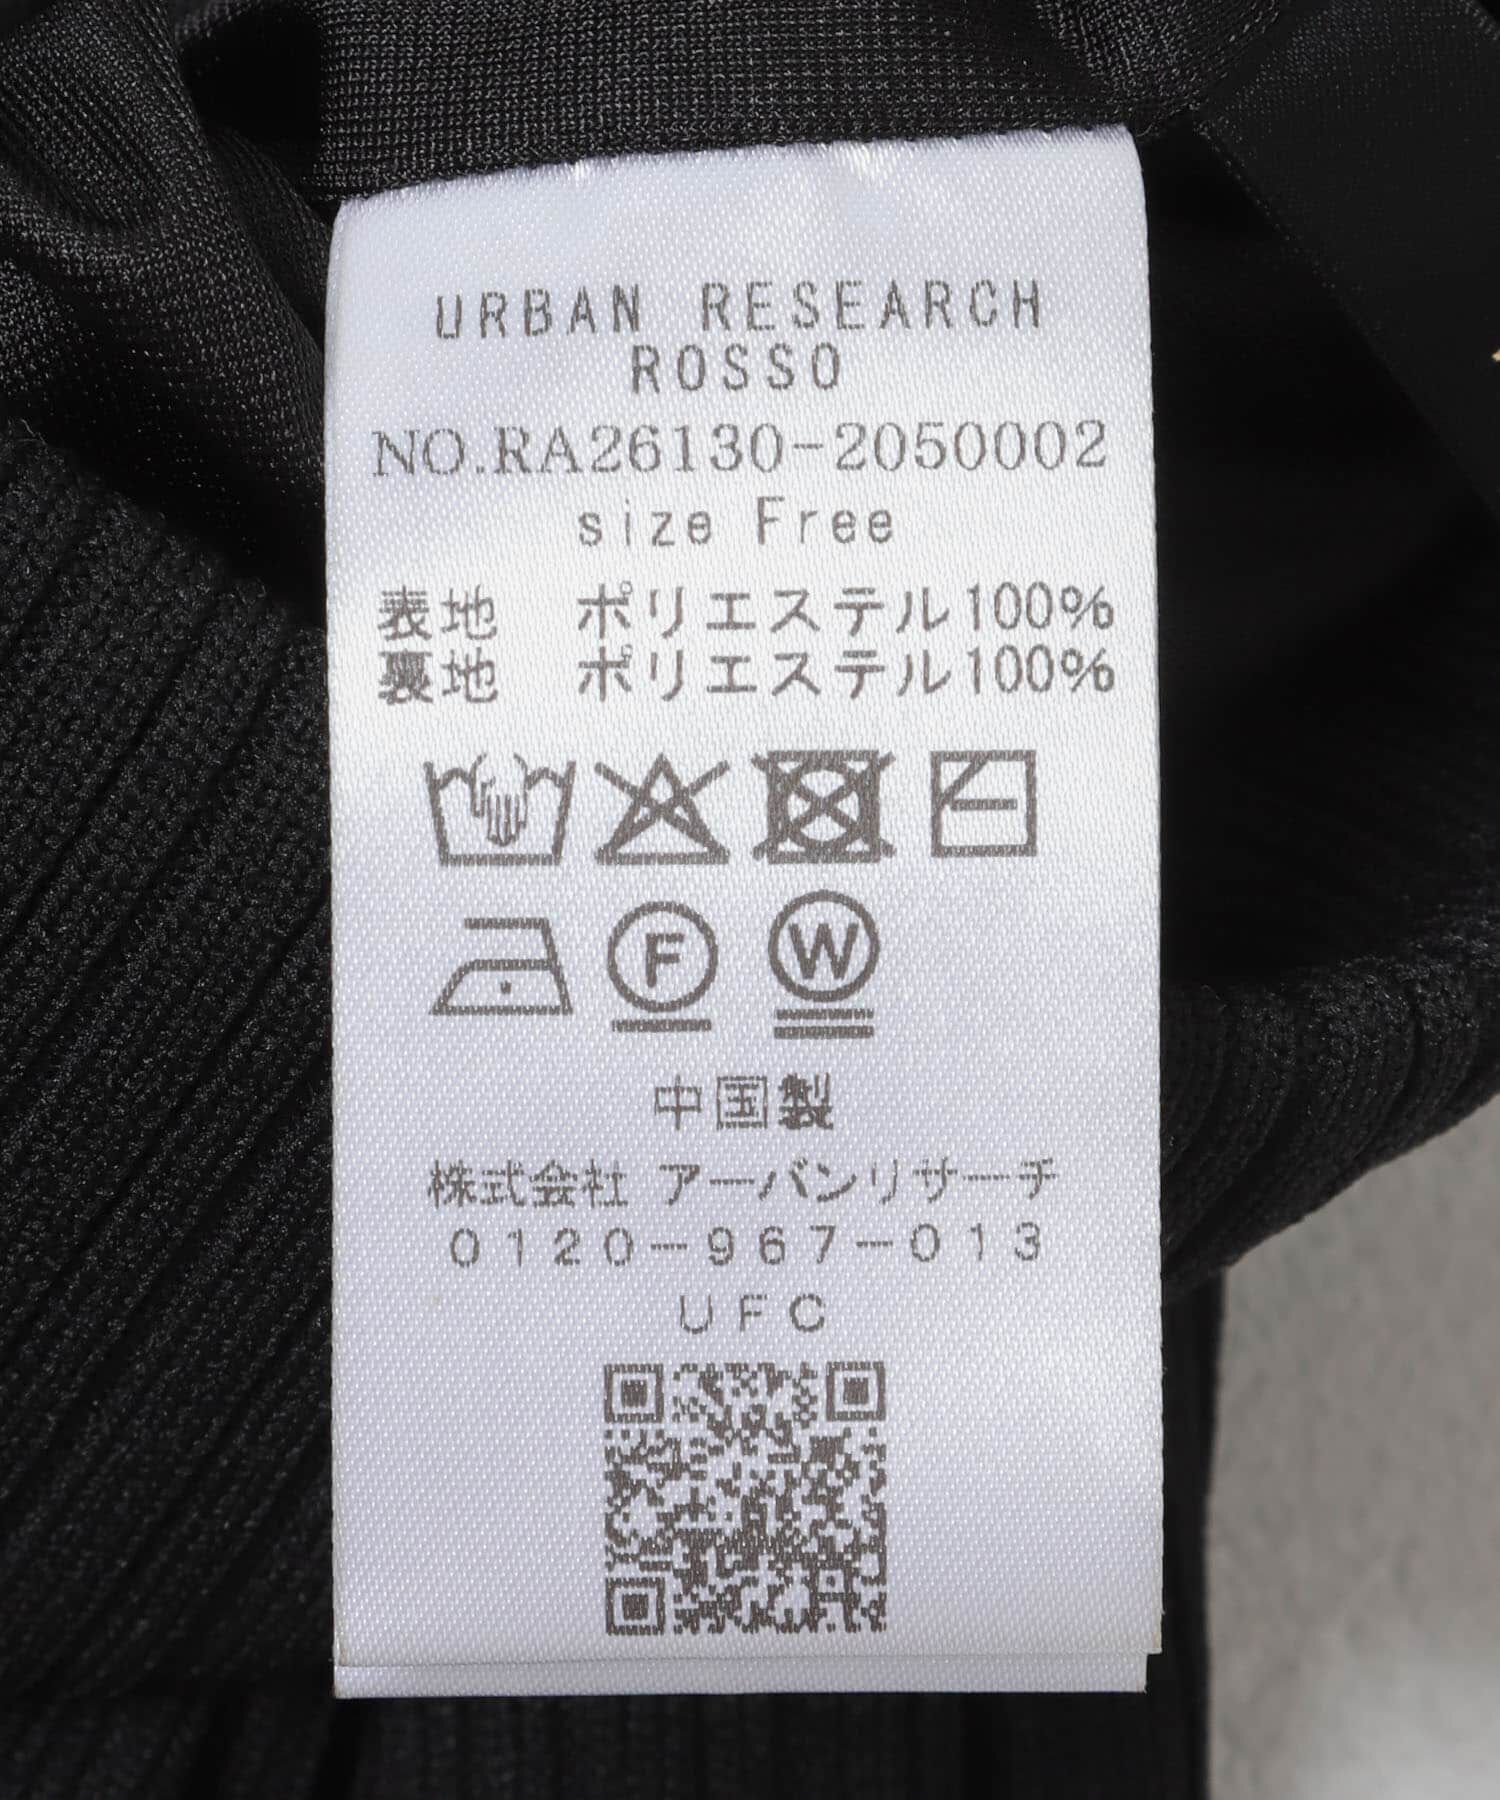 URBAN RESEARCH
ROSSO
NO.RA26130-2050002
size Free
表地 ポリエステル100%
裏地 ポリエステル100%
F W
中国製
株式会社 アーバンリサーチ
0120-967-013
UFC